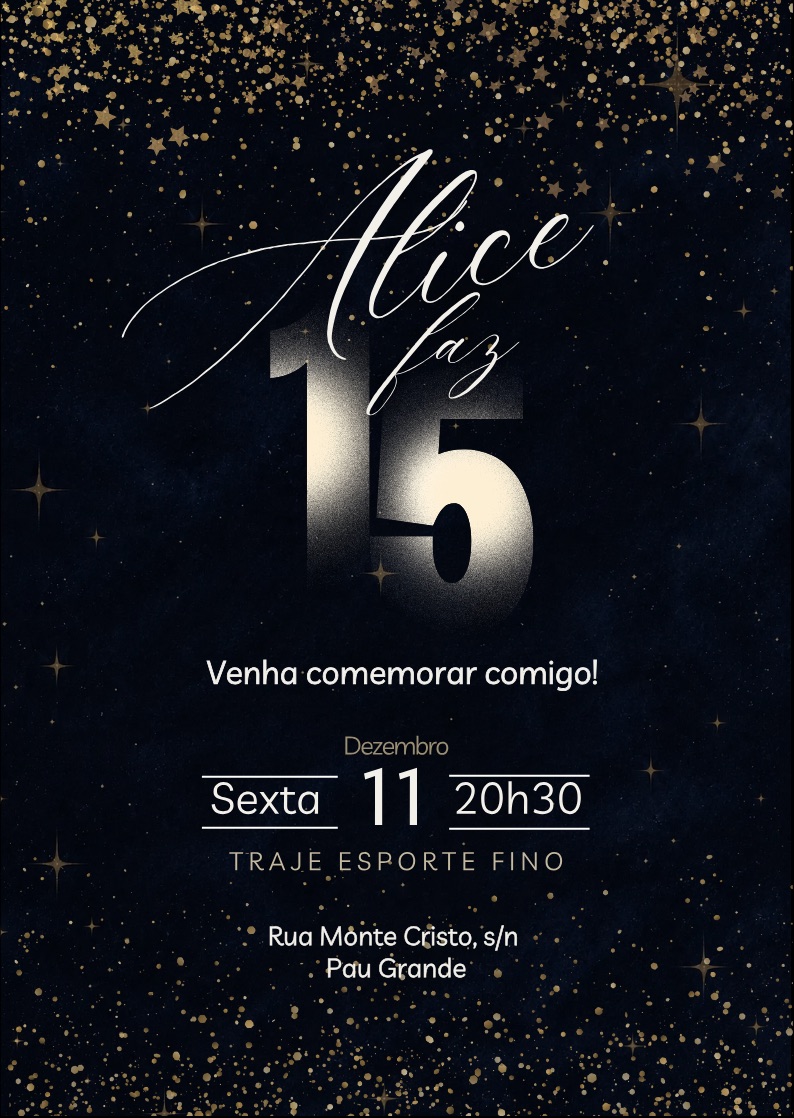 Alice
faz
15
Venha comemorar comigo!
Dezembro
Sexta 11 20h30
TRAJE ESPORTE FINO
Rua Monte Cristo, s/n
Pau Grande